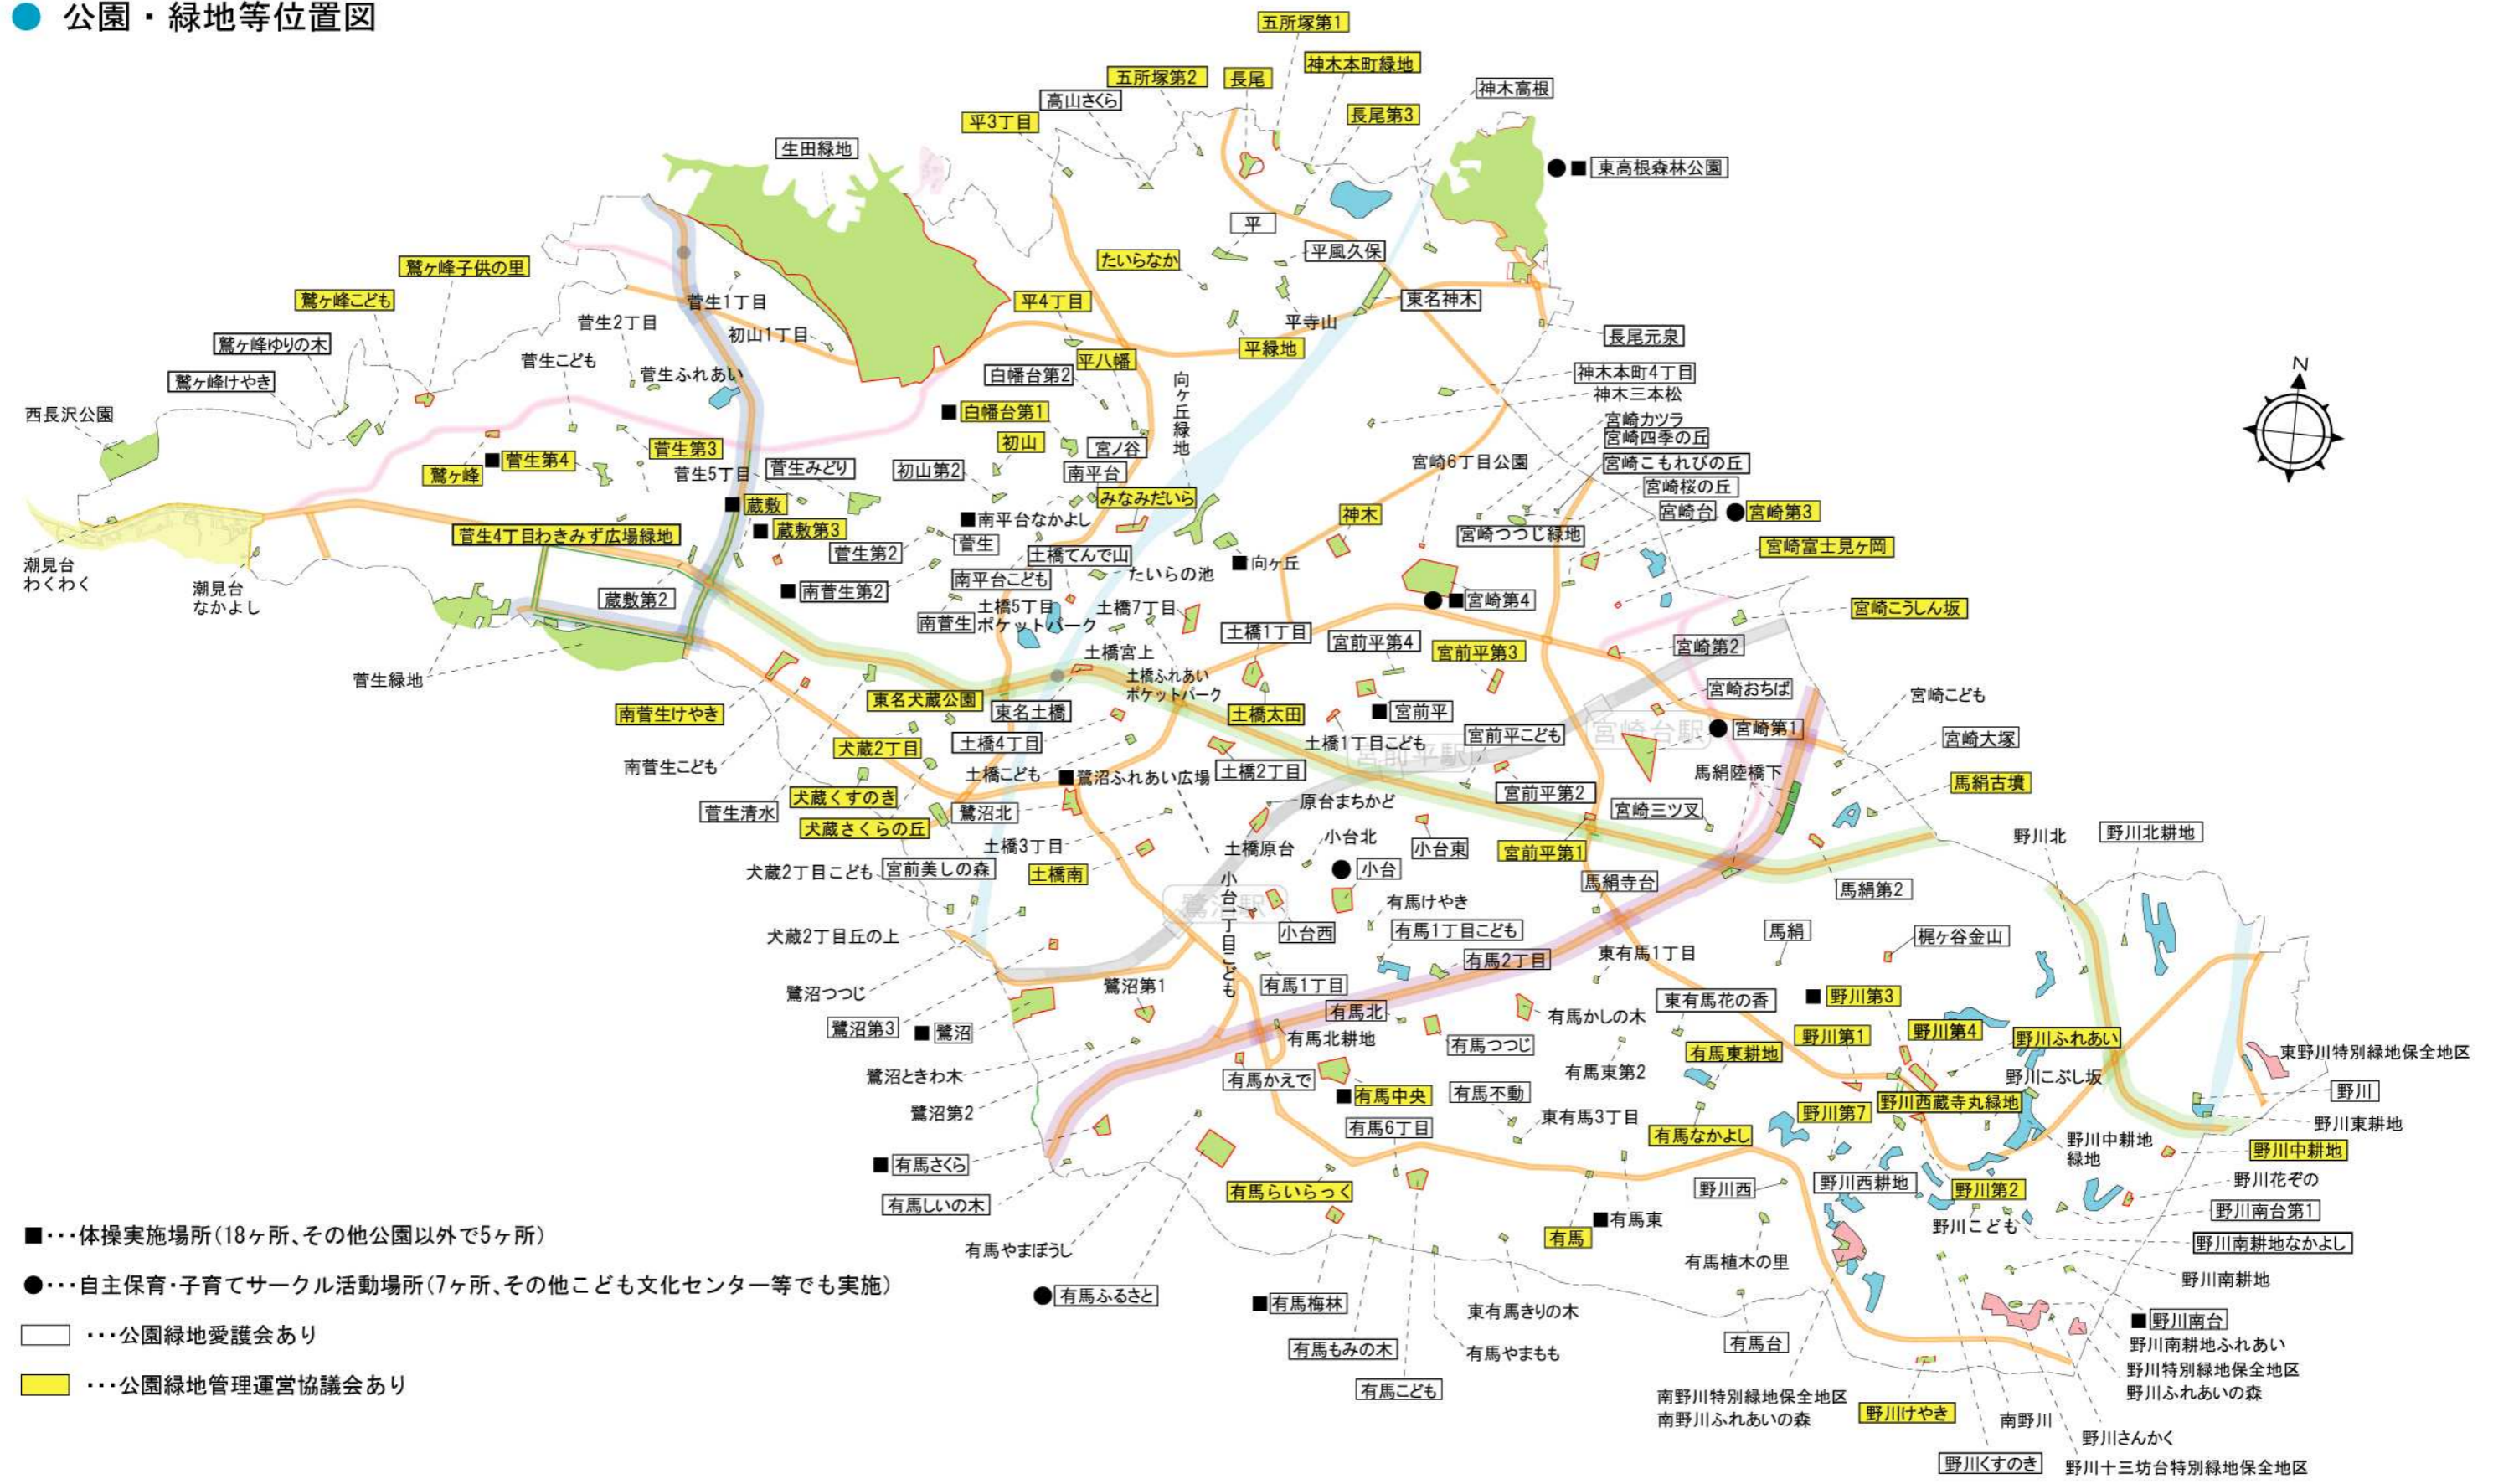 ● 公園・緑地等位置図
五所塚第1
神木本町緑地
五所塚第2
長尾
神木高根
高山さくら
長尾第3
平3丁目
生田緑地
●■東高根森林公園
平
平風久保
たいらなか
鷲ヶ峰子供の里
鷲ヶ峰こども
菅生1丁目
平4丁目
東名神木
菅生2丁目
初山1丁目
平寺山
長尾元泉
鷲ヶ峰ゆりの木
平緑地
菅生こども
平八幡
菅生ふれあい
白幡台第2
向ヶ丘緑地
神木本町4丁目
鷲ヶ峰けやき
神木三本松
西長沢公園
■白幡台第1
宮崎カツラ
宮崎四季の丘
初山
宮ノ谷
菅生第3
宮崎6丁目公園
宮崎こもれびの丘
鷲ヶ峰
■菅生第4
菅生5丁目
菅生みどり
初山第2
南平台
宮崎桜の丘
みなみだいら
■蔵敷
神木
宮崎台
●宮崎第3
■南平台なかよし
■蔵敷第3
菅生4丁目わきみず広場緑地
宮崎つつじ緑地
菅生第2
菅生
土橋てんで山
宮崎富士見ヶ岡
潮見台
わくわく
■向ヶ丘
たいらの池
南平台こども
潮見台
なかよし
蔵敷第2
■南菅生第2
●■宮崎第4
土橋5丁目
ポケットパーク
土橋7丁目
宮崎こうしん坂
南菅生
土橋1丁目
宮前平第4
宮崎第2
土橋宮上
宮前平第3
菅生緑地
土橋ふれあい
ポケットパーク
宮崎おちば
宮崎こども
東名犬蔵公園
南菅生けやき
東名土橋
土橋太田
■宮前平
宮崎台駅
●宮崎第1
宮前平こども
宮崎大塚
犬蔵2丁目
土橋4丁目
土橋1丁目こども
宮前平駅
南菅生こども
土橋こども
■鷺沼ふれあい広場
土橋2丁目
馬絹陸橋下
馬絹古墳
犬蔵くすのき
原台まちかど
宮前平第2
菅生清水
鷺沼北
宮崎三ツ叉
犬蔵さくらの丘
野川北
野川北耕地
土橋3丁目
土橋原台
小台北
小台東
宮前平第1
犬蔵2丁目こども
宮前美しの森
土橋南
●小台
馬絹寺台
馬絹第2
鷺沼駅
小台一丁目こども
有馬けやき
犬蔵2丁目丘の上
小台西
有馬1丁目こども
馬絹
梶ヶ谷金山
有馬2丁目
東有馬1丁目
鷺沼つつじ
鷺沼第1
有馬1丁目
東有馬花の香
■野川第3
鷺沼第3
■鷺沼
有馬北
有馬かしの木
野川第1
野川第4
野川ふれあい
有馬北耕地
有馬つつじ
有馬東耕地
東野川特別緑地保全地区
鷺沼ときわ木
有馬かえで
有馬東第2
野川こぶし坂
野川
鷺沼第2
■有馬中央
有馬不動
東有馬3丁目
野川第7
野川西蔵寺丸緑地
野川東耕地
有馬6丁目
有馬なかよし
野川中耕地
緑地
野川中耕地
■有馬さくら
有馬らいらっく
野川西
野川西耕地
野川第2
野川花ぞの
有馬しいの木
野川南台第1
■有馬東
野川こども
有馬
野川南耕地なかよし
有馬やまぼうし
有馬植木の里
野川南耕地
●有馬ふるさと
■有馬梅林
東有馬きりの木
■野川南台
有馬もみの木
有馬やまもも
有馬台
野川南耕地ふれあい
有馬こども
野川特別緑地保全地区
野川ふれあいの森
南野川特別緑地保全地区
南野川ふれあいの森
野川けやき
南野川
野川さんかく
野川くすのき
野川十三坊台特別緑地保全地区
N
■･･･体操実施場所(18ヶ所、その他公園以外で5ヶ所)
●･･･自主保育･子育てサークル活動場所(7ヶ所、その他こども文化センター等でも実施)
･･･公園緑地愛護会あり
･･･公園緑地管理運営協議会あり